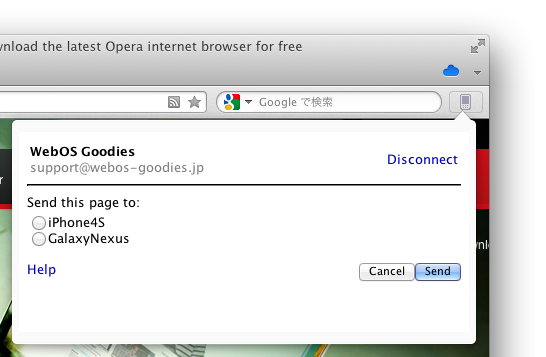 nload the latest Opera internet browser for free
Google で検索
WebOS Goodies
support@webos-goodies.jp
Disconnect
Send this page to:
iPhone4S
GalaxyNexus
Help
Cancel
Send